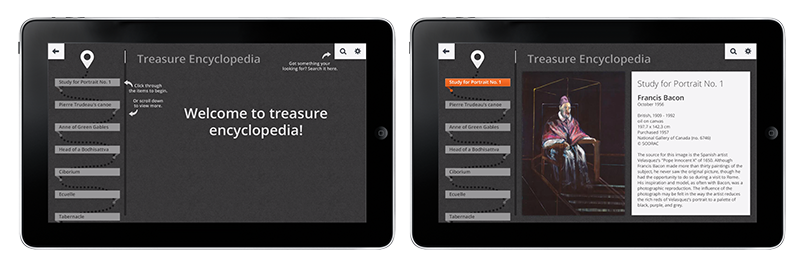 Treasure Encyclopedia
Got something your
looking for? Search it here.
Study for Portrait No. 1
Click through
the items to begin.
Pierre Trudeau's canoe
Or scroll down
to view more.
Welcome to treasure
encyclopedia!
Anne of Green Gables
Head of a Bodhisattva
Ciborium
Ecuelle
Tabernacle
Treasure Encyclopedia
Study for Portrait No. 1
Pierre Trudeau's canoe
Anne of Green Gables
Head of a Bodhisattva
Ciborium
Ecuelle
Tabernacle
Study for Portrait No. 1
Francis Bacon
October 1956
British, 1909 - 1992
oil on canvas
197.7 x 142.3 cm
Purchased 1957
National Gallery of Canada (no. 6746)
© SODRAC
The source for this image is the Spanish artist
Velasquez's "Pope Innocent X" of 1650. Although
Francis Bacon made more than thirty paintings of the
subject, he never saw the original picture, though he
had the opportunity to do so during a visit to Rome.
His inspiration and model, as often with Bacon, was a
photographic reproduction. The influence of the
photograph may be felt in the way the artist reduces
the rich reds of Velasquez's portrait to a palette of
black, purple, and grey.